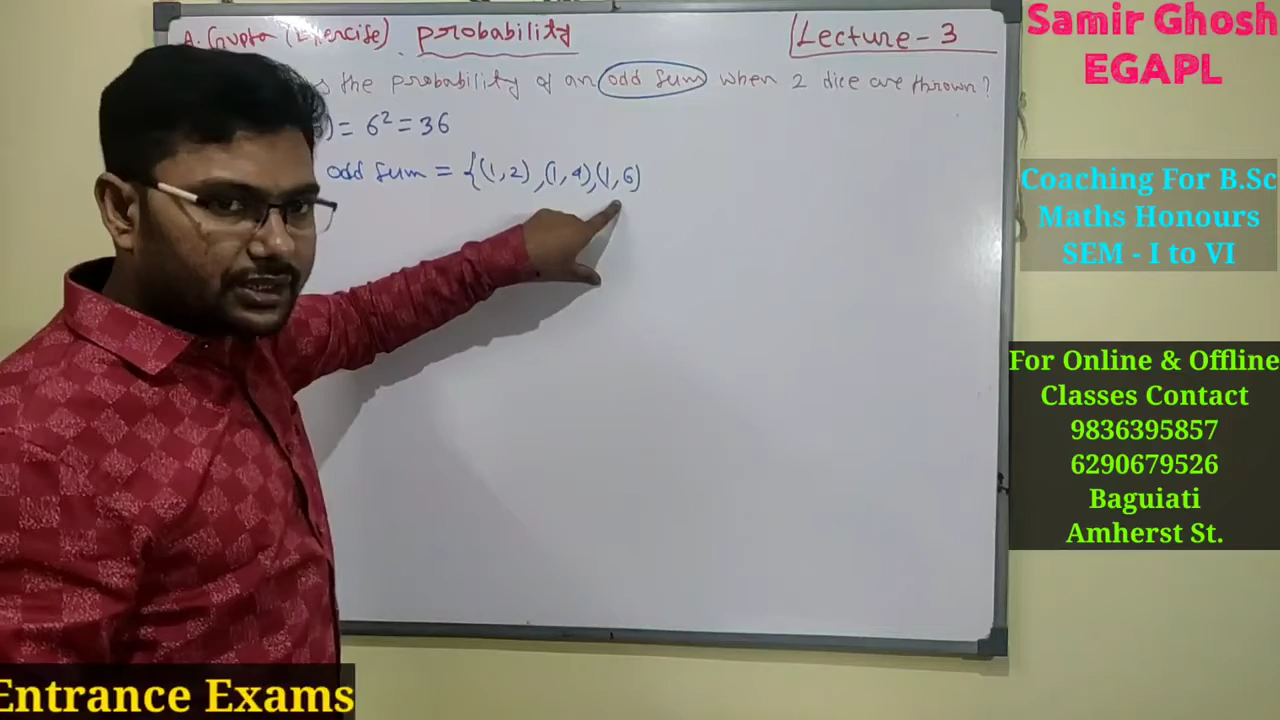 A. Gupta (Exercise) probability
Lecture - 3
the probability of an odd sum when 2 dice are thrown?
) = 6² = 36
odd sum = {(1,2),(1,4),(1,6)
Samir Ghosh
EGAPL
Coaching For B.Sc
Maths Honours
SEM - I to VI
For Online & Offline
Classes Contact
9836395857
6290679526
Baguiati
Amherst St.
Entrance Exams